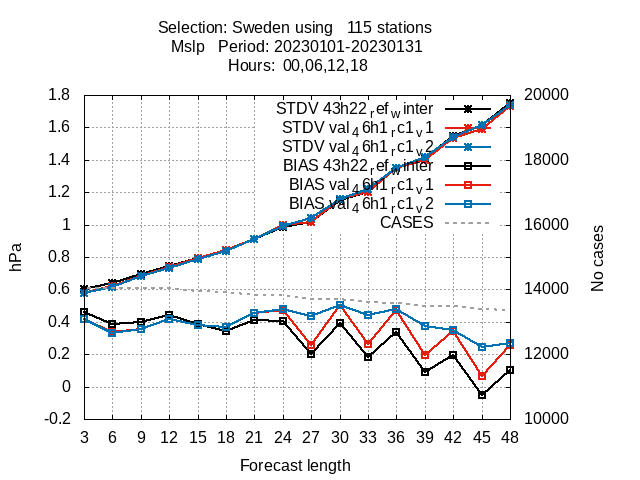 Selection: Sweden using   115 stations
Mslp   Period: 20230101-20230131
Hours:  00,06,12,18
1.8
1.6
1.4
1.2
1
0.8
0.6
0.4
0.2
0
-0.2
hPa
STDV 43h22_ref_winter
STDV val_46h1_rc1_v1
STDV val_46h1_rc1_v2
BIAS 43h22_ref_winter
BIAS val_46h1_rc1_v1
BIAS val_46h1_rc1_v2
CASES
20000
18000
16000
14000
12000
10000
No cases
3 6 9 12 15 18 21 24 27 30 33 36 39 42 45 48
Forecast length